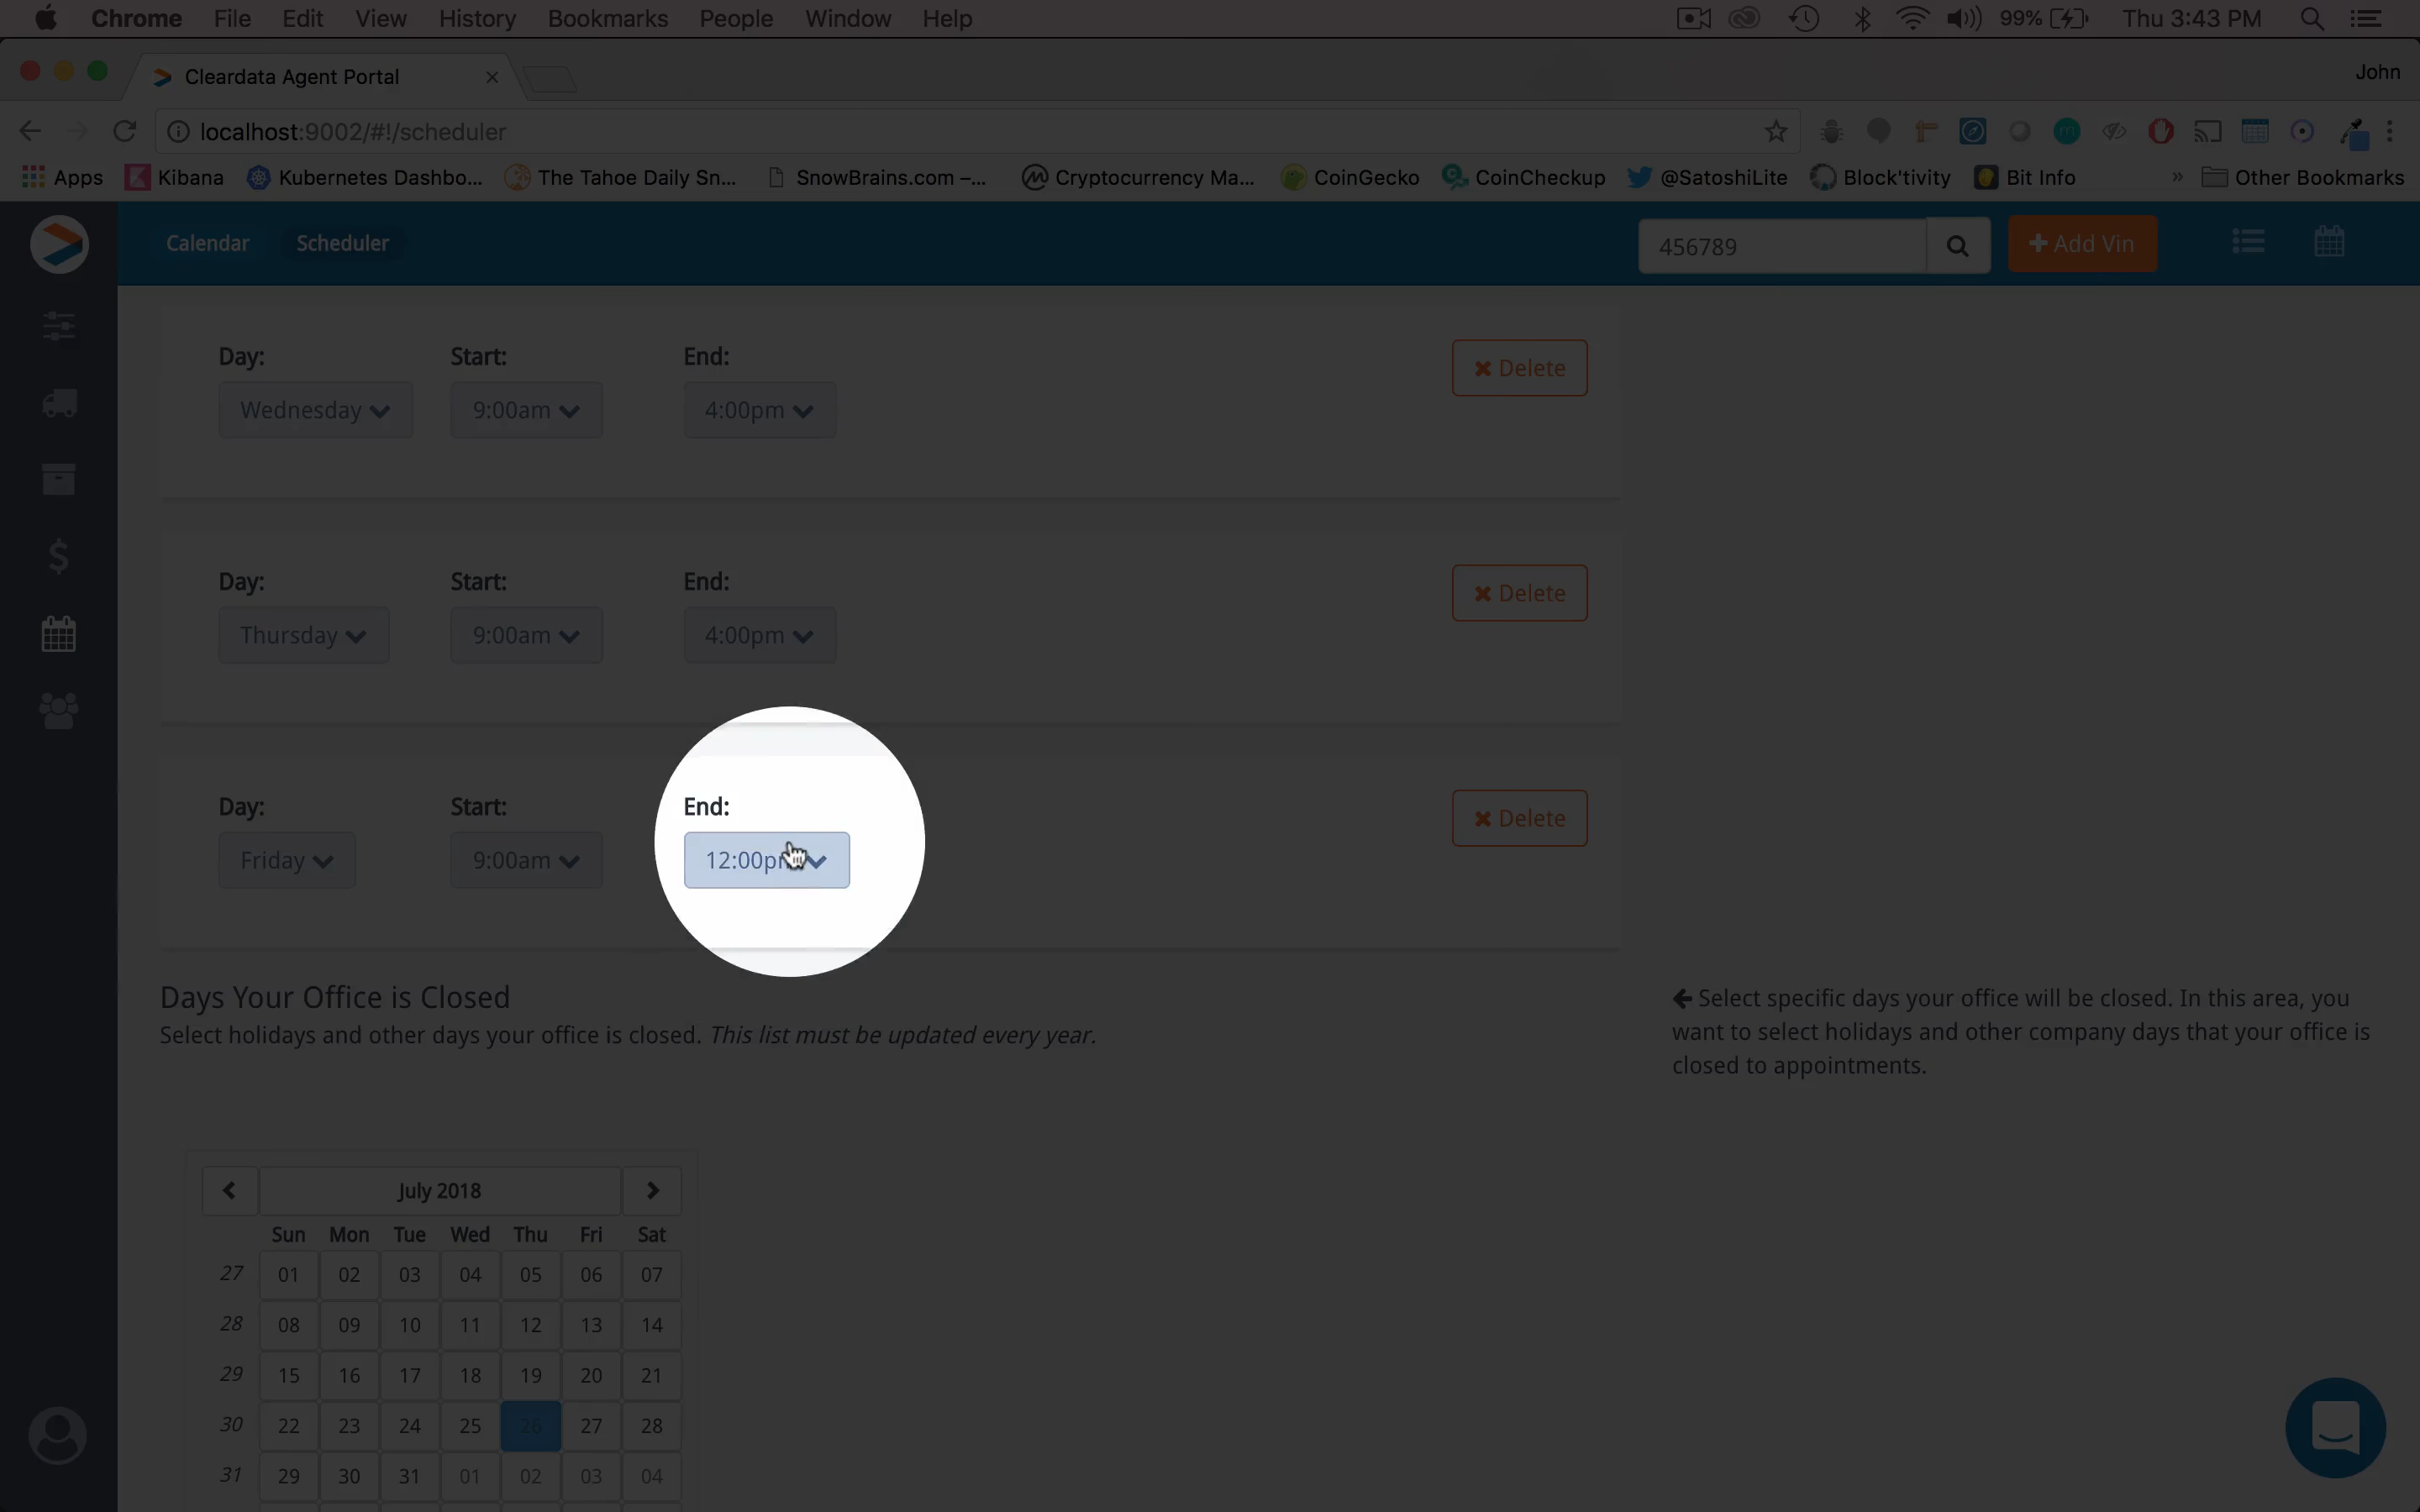 Chrome File Edit View History Bookmarks People Window Help 99% Thu 3:43 PM
Cleardata Agent Portal John
localhost:9002/#!/scheduler
Apps Kibana Kubernetes Dashbo... The Tahoe Daily Sn... SnowBrains.com –... Cryptocurrency Ma... CoinGecko CoinCheckup @SatoshiLite Block'tivity Bit Info » Other Bookmarks
Calendar Scheduler 456789 Add Vin
Day: Start: End: Delete
Wednesday 9:00am 4:00pm
Day: Start: End: Delete
Thursday 9:00am 4:00pm
Day: Start: End: Delete
Friday 9:00am 12:00pm
Days Your Office is Closed
Select holidays and other days your office is closed. This list must be updated every year.
Select specific days your office will be closed. In this area, you
want to select holidays and other company days that your office is
closed to appointments.
July 2018
Sun Mon Tue Wed Thu Fri Sat
27 01 02 03 04 05 06 07
28 08 09 10 11 12 13 14
29 15 16 17 18 19 20 21
30 22 23 24 25 26 27 28
31 29 30 31 01 02 03 04